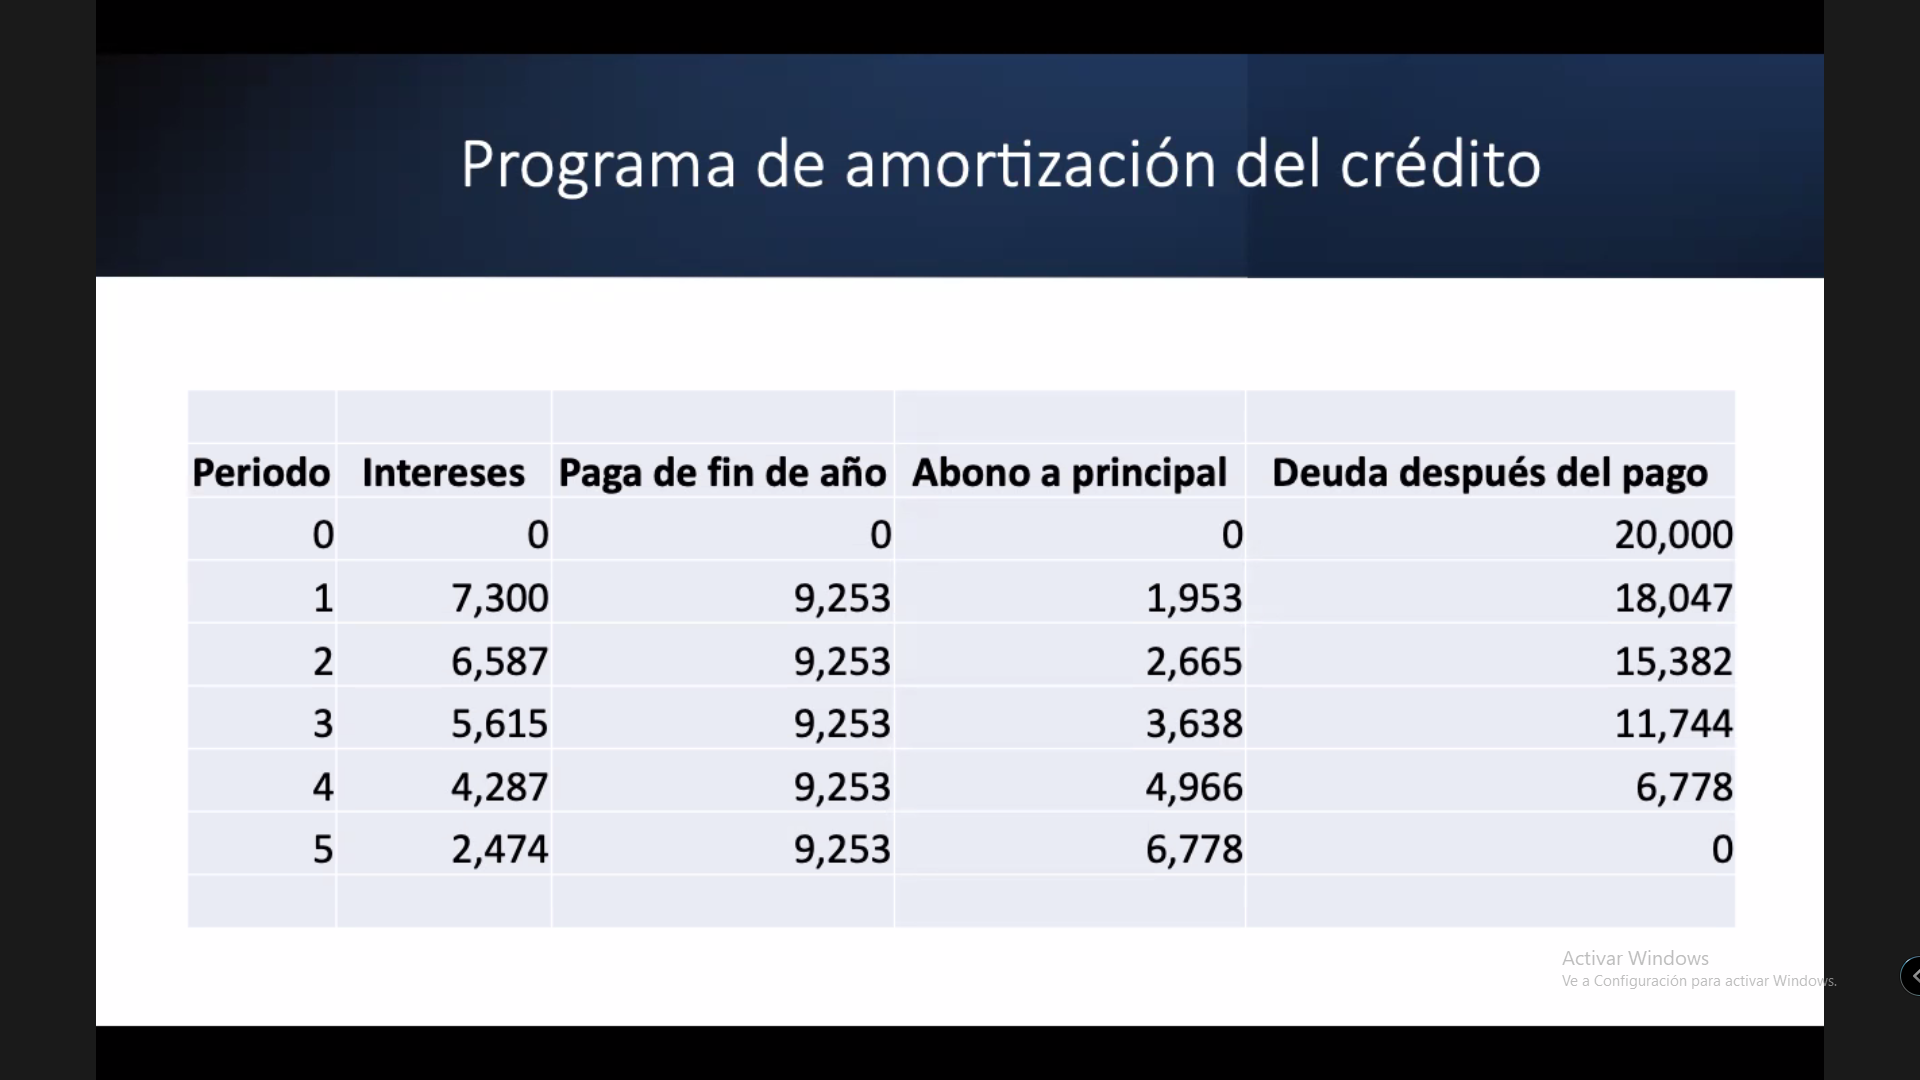 Programa de amortización del crédito
Periodo Intereses Paga de fin de año Abono a principal Deuda después del pago
0 0 0 0 20,000
1 7,300 9,253 1,953 18,047
2 6,587 9,253 2,665 15,382
3 5,615 9,253 3,638 11,744
4 4,287 9,253 4,966 6,778
5 2,474 9,253 6,778 0
Activar Windows
Ve a Configuración para activar Windows.